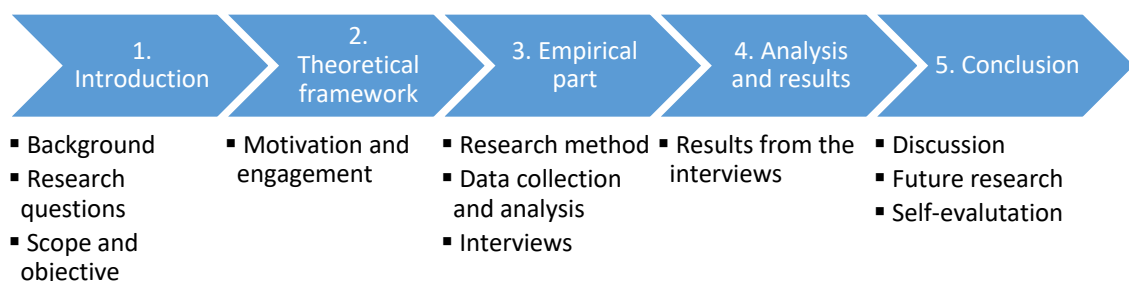 1.
Introduction
2.
Theoretical
framework
3. Empirical
part
4. Analysis
and results
5. Conclusion
▪ Background
▪ Research
questions
▪ Scope and
objective
▪ Motivation and
engagement
▪ Research method
▪ Data collection
and analysis
▪ Interviews
▪ Results from the
interviews
▪ Discussion
▪ Future research
▪ Self-evalutation